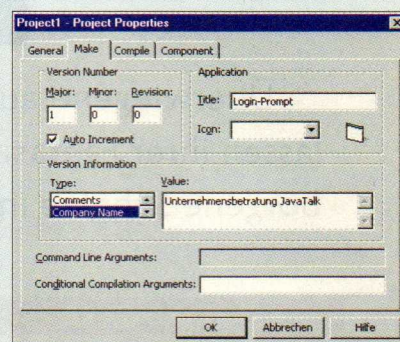 Project1 - Project Properties
General Make Compile Component
Version Number
Major: Minor: Revision:
1 0 0
Auto Increment
Application
Title: Login-Prompt
Icon:
Version Information
Type: Value:
Comments
Company Name
Unternehmensbetratung JavaTalk
Command Line Arguments:
Conditional Compilation Arguments:
OK Abbrechen Hilfe